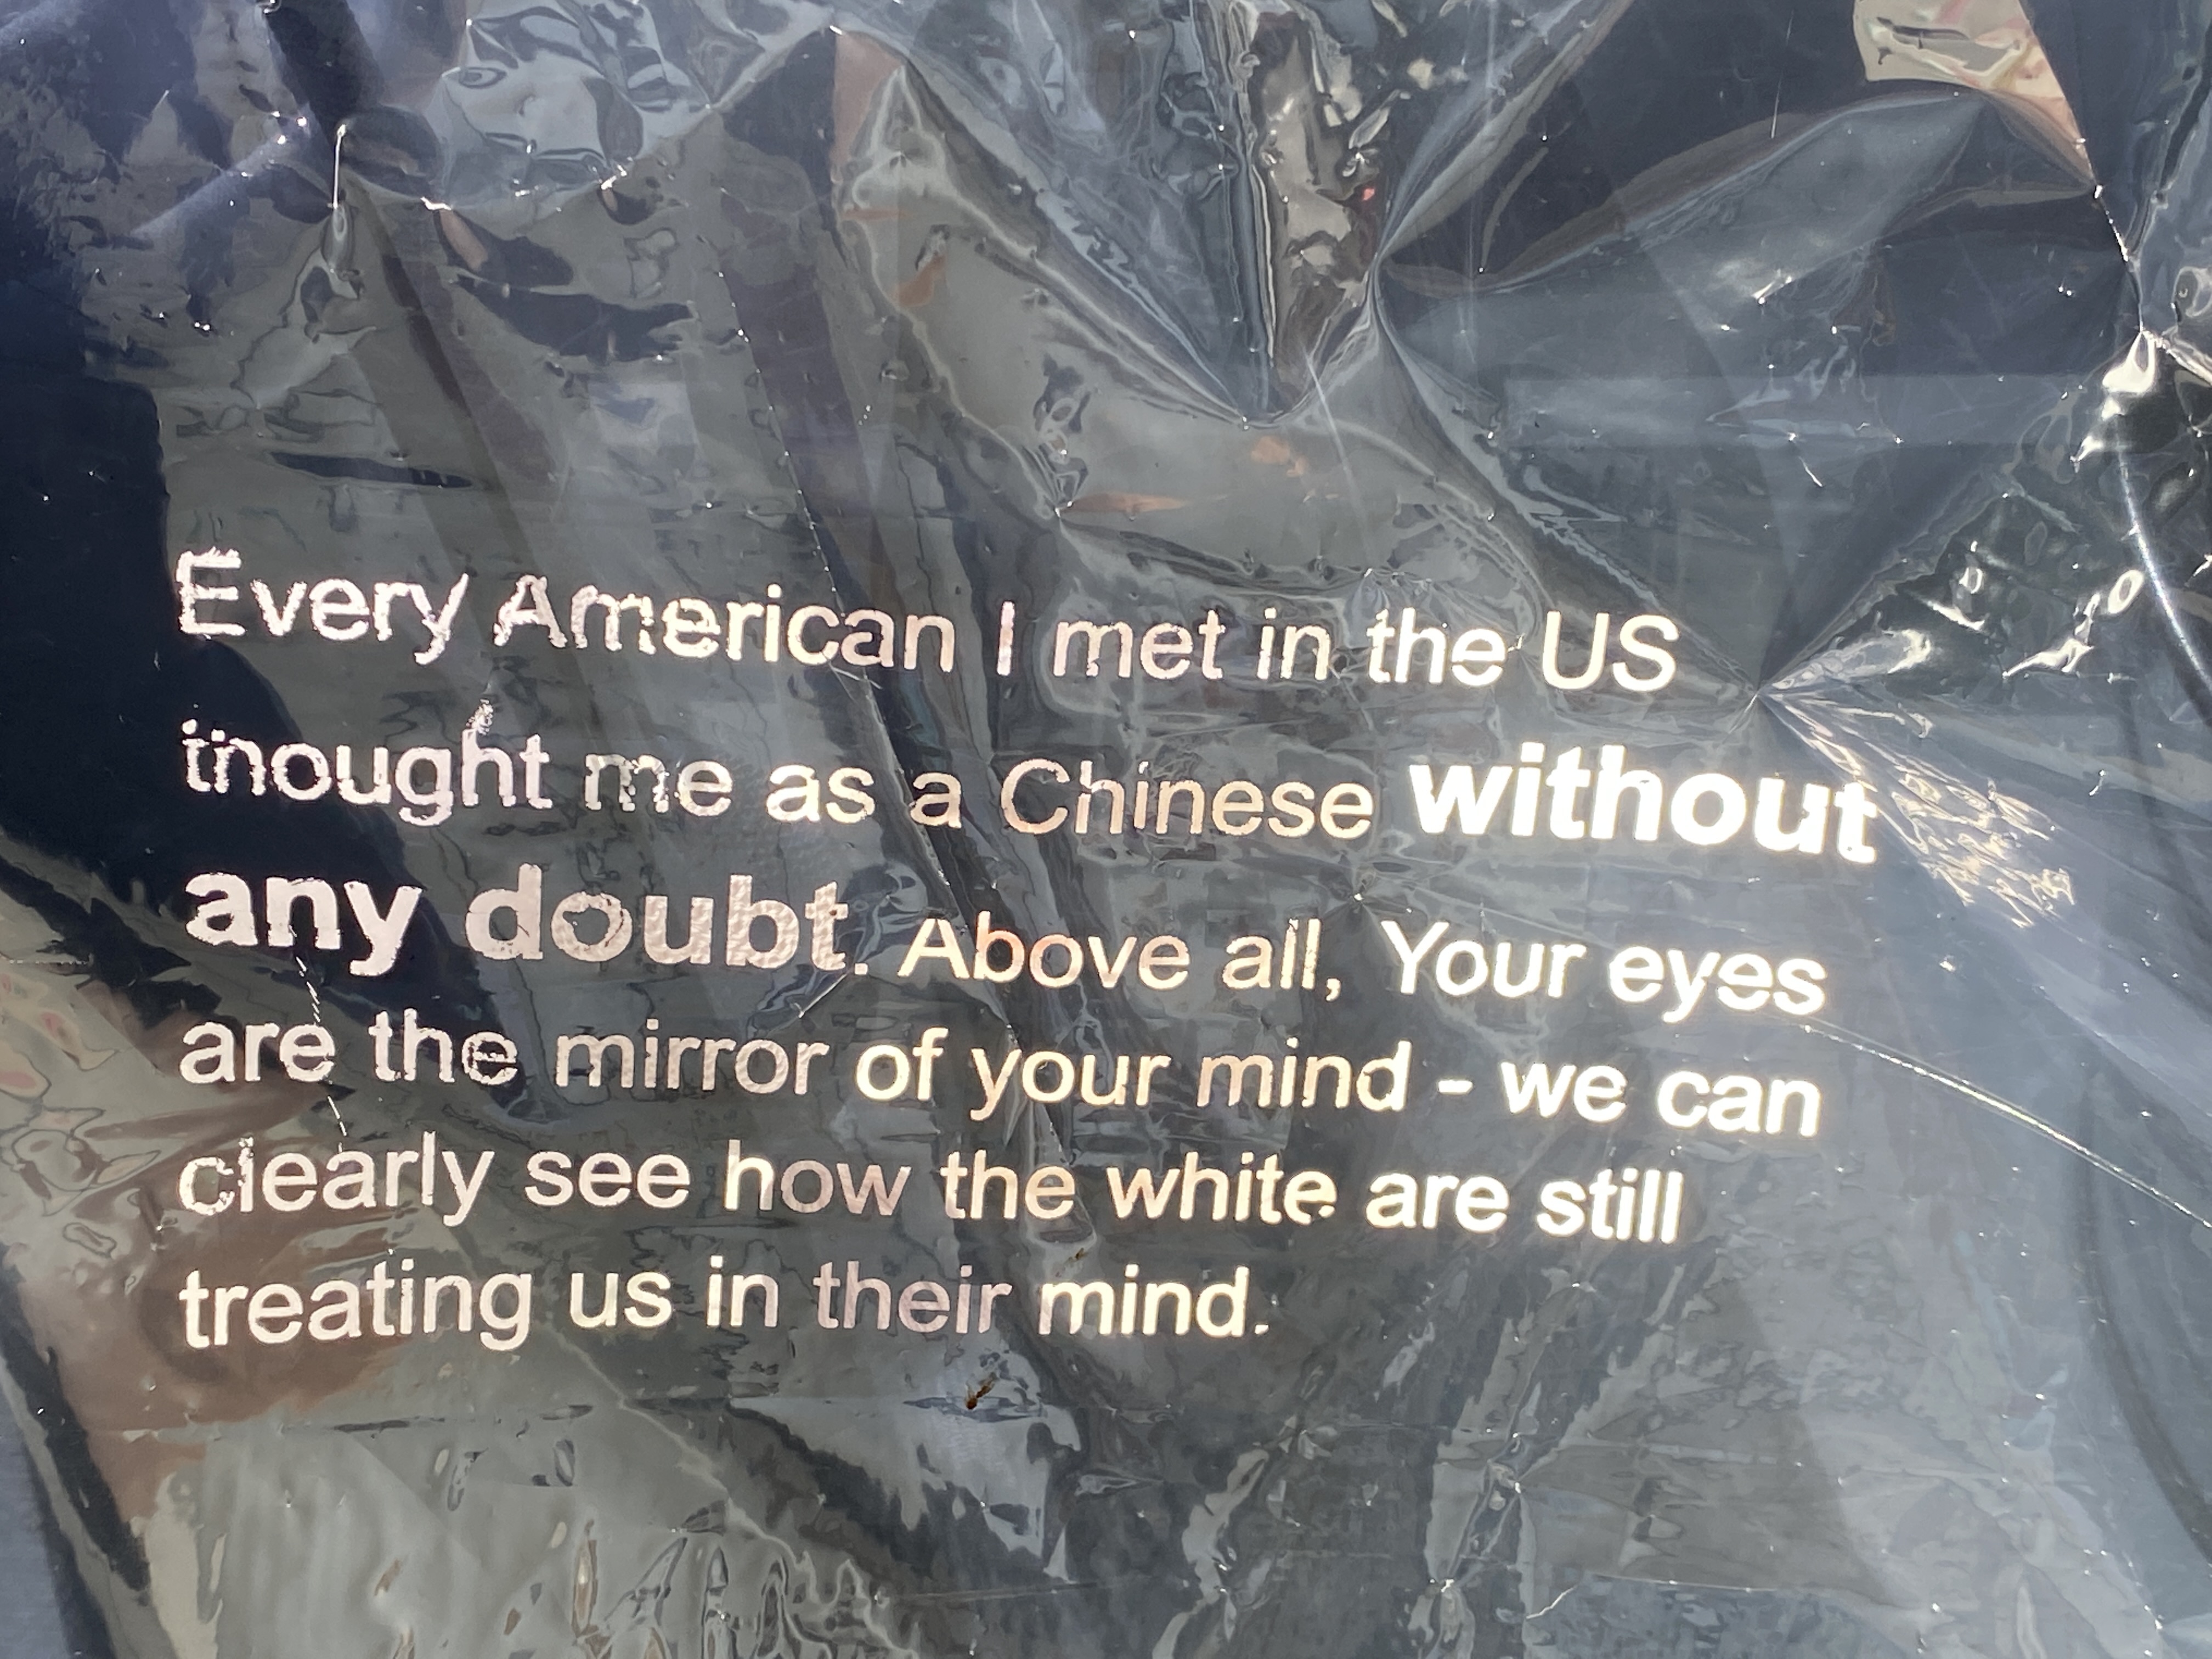 Every American I met in the US
thought me as a Chinese without
any doubt. Above all, Your eyes
are the mirror of your mind - we can
clearly see how the white are still
treating us in their mind.